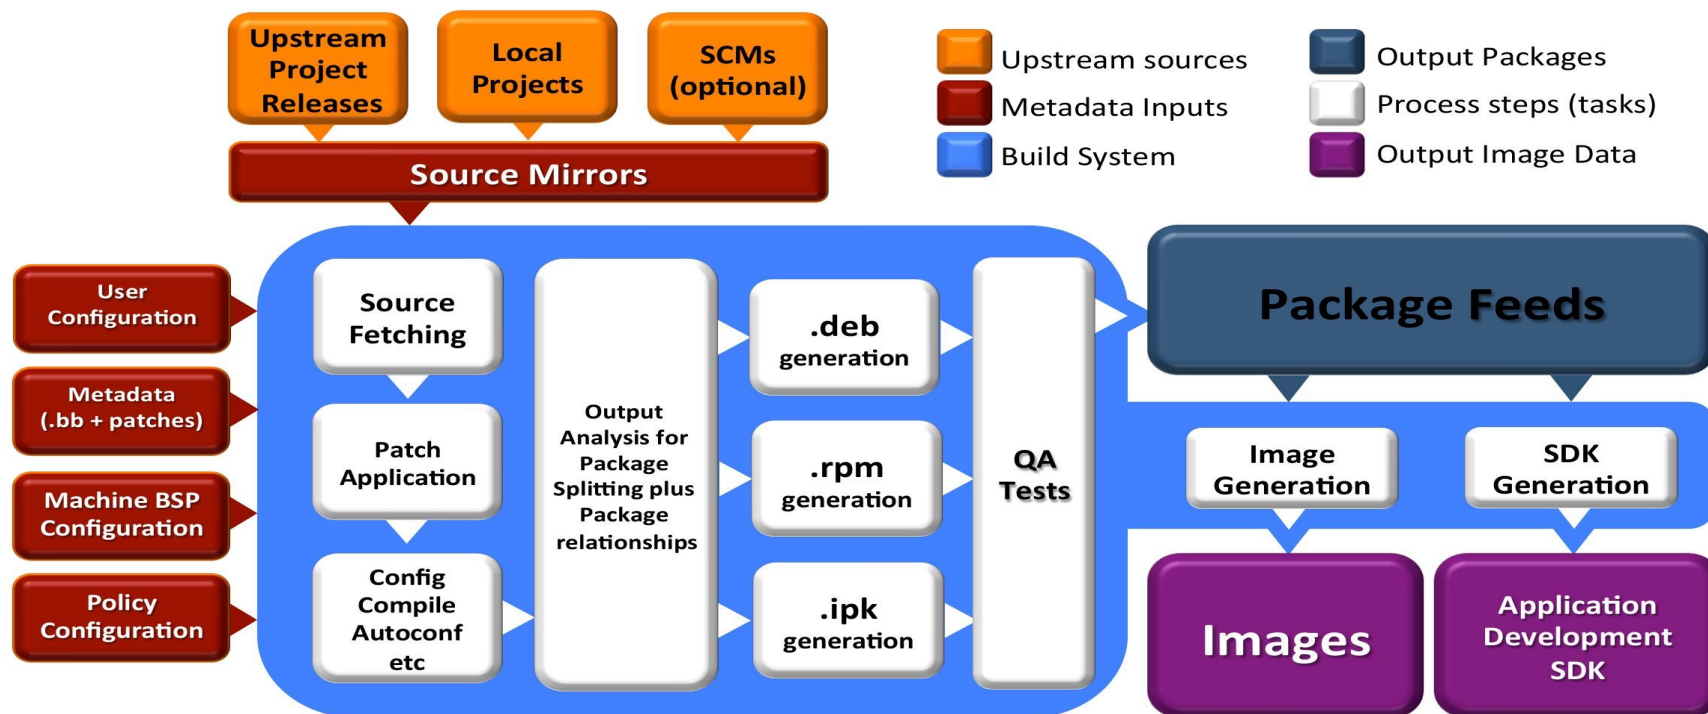 Upstream
Project
Releases
Local
Projects
SCMs
(optional)
Upstream sources
Metadata Inputs
Build System
Output Packages
Process steps (tasks)
Output Image Data
Source Mirrors
User
Configuration
Metadata
(.bb + patches)
Machine BSP
Configuration
Policy
Configuration
Source
Fetching
Patch
Application
Config
Compile
Autoconf
etc
Output
Analysis for
Package
Splitting plus
Package
relationships
.deb
generation
.rpm
generation
.ipk
generation
QA
Tests
Package Feeds
Image
Generation
SDK
Generation
Images
Application
Development
SDK